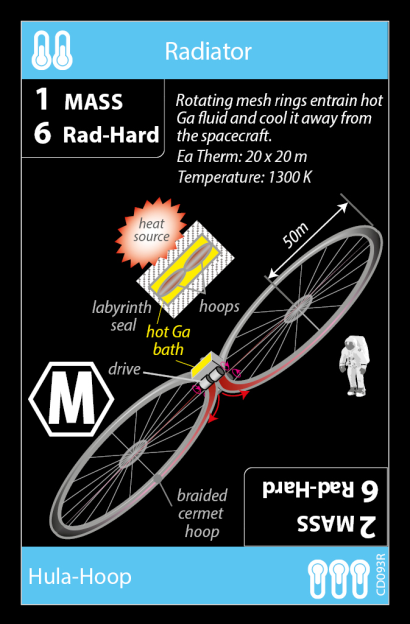 Radiator
1 MASS
6 Rad-Hard
Rotating mesh rings entrain hot
Ga fluid and cool it away from
the spacecraft.
Ea Therm: 20 x 20 m
Temperature: 1300 K
heat
source
50m
labyrinth
seal
hoops
hot Ga
bath
drive
M
braided
cermet
hoop
6 Rad-Hard
2 MASS
Hula-Hoop
CD093R